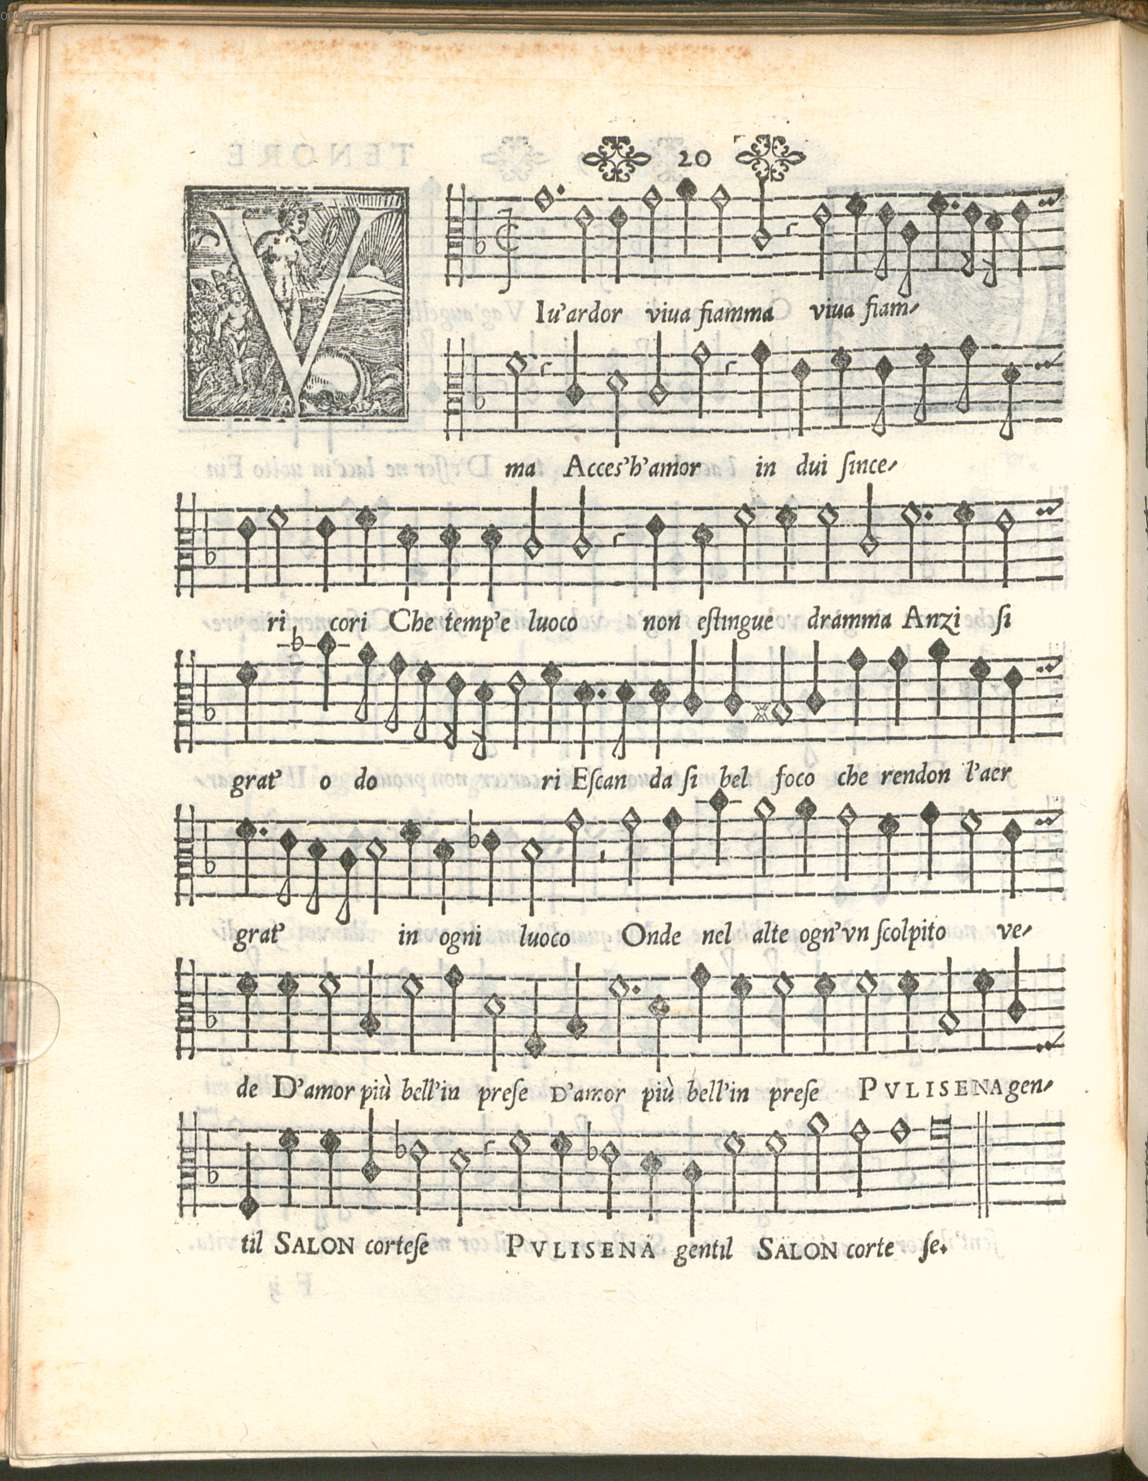 20
V Iu'ardor viua fiamma viua fiam-
ma Acces'h'amor in dui ſince-
ri cori Che temp'e luoco non eſtingue dramma Anzi ſi
grat' o do ri Eſcan da ſi bel foco che rendon l'aer
grat' in ogni luoco Onde nel alte ogn'vn ſcolpito ve-
de D'amor più bell'in preſe D'amor più bell'in preſe PVLISENA gen-
til SALON corteſe PVLISENA gentil SALON corte ſe.